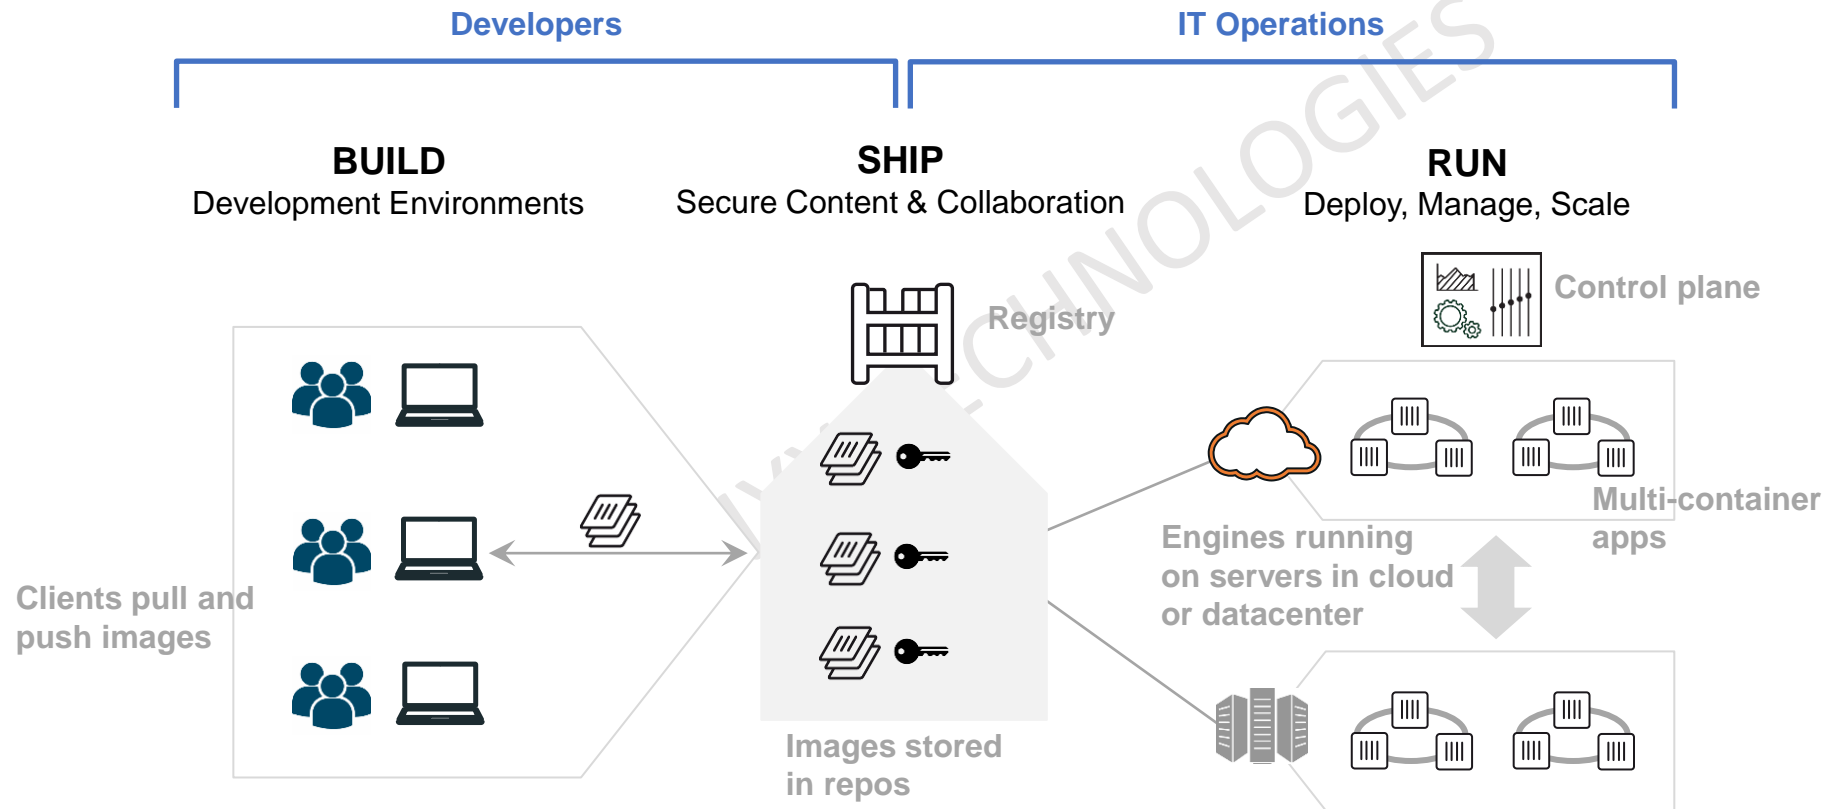 Developers
IT Operations
BUILD
Development Environments
SHIP
Secure Content & Collaboration
RUN
Deploy, Manage, Scale
Registry
Control plane
Multi-container
apps
Engines running
on servers in cloud
or datacenter
Clients pull and
push images
Images stored
in repos